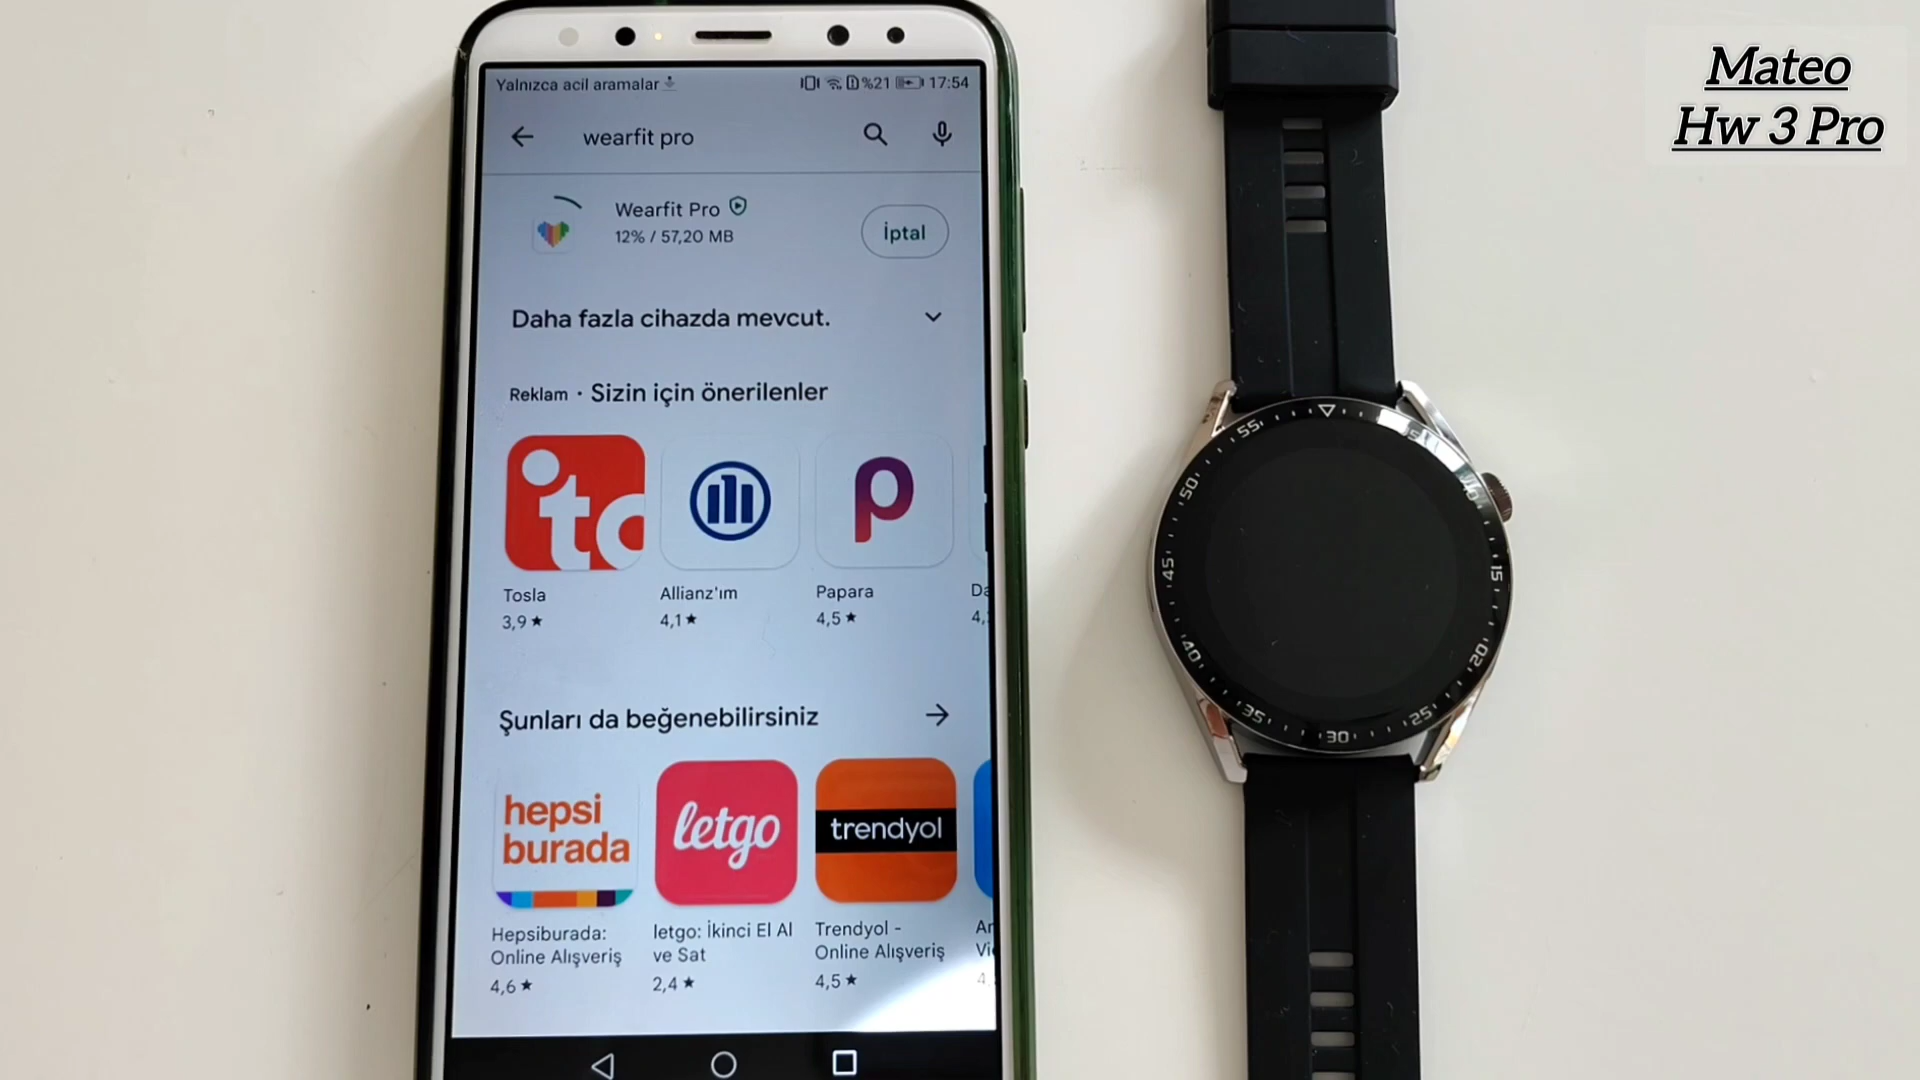 Mateo
Hw 3 Pro
Yalnızca acil aramalar %21 17:54
wearfit pro
Wearfit Pro
12% / 57,20 MB
İptal
Daha fazla cihazda mevcut.
Reklam · Sizin için önerilenler
Tosla
3,9 ★
Allianz'ım
4,1 ★
p
Papara
4,5 ★
Şunları da beğenebilirsiniz
hepsi
burada
letgo
trendyol
Hepsiburada:
Online Alışveriş
4,6 ★
letgo: İkinci El Al
ve Sat
2,4 ★
Trendyol -
Online Alışveriş
4,5 ★
55
50
45
40
35
30
25
20
15